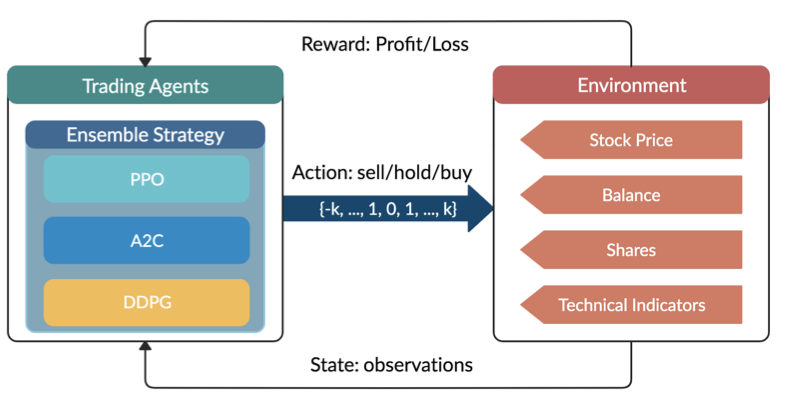 Reward: Profit/Loss
Trading Agents
Ensemble Strategy
PPO
A2C
DDPG
Action: sell/hold/buy
{-k, ..., 1, 0, 1, ..., k}
Environment
Stock Price
Balance
Shares
Technical Indicators
State: observations